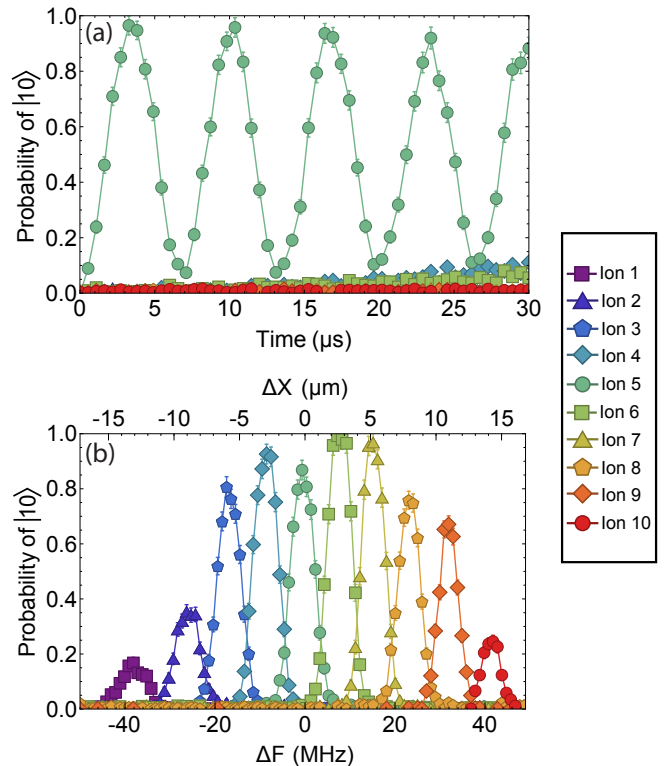 (a)
Probability of |10⟩
1.0
0.8
0.6
0.4
0.2
0.0
0 5 10 15 20 25 30
Time (μs)
ΔX (μm)
-15 -10 -5 0 5 10 15
(b)
Probability of |10⟩
1.0
0.8
0.6
0.4
0.2
0.0
-40 -20 0 20 40
ΔF (MHz)
Ion 1
Ion 2
Ion 3
Ion 4
Ion 5
Ion 6
Ion 7
Ion 8
Ion 9
Ion 10